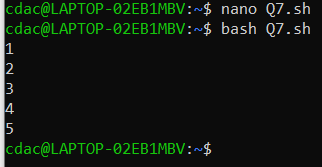 cdac@LAPTOP-02EB1MBV:~$ nano Q7.sh
cdac@LAPTOP-02EB1MBV:~$ bash Q7.sh
1
2
3
4
5
cdac@LAPTOP-02EB1MBV:~$